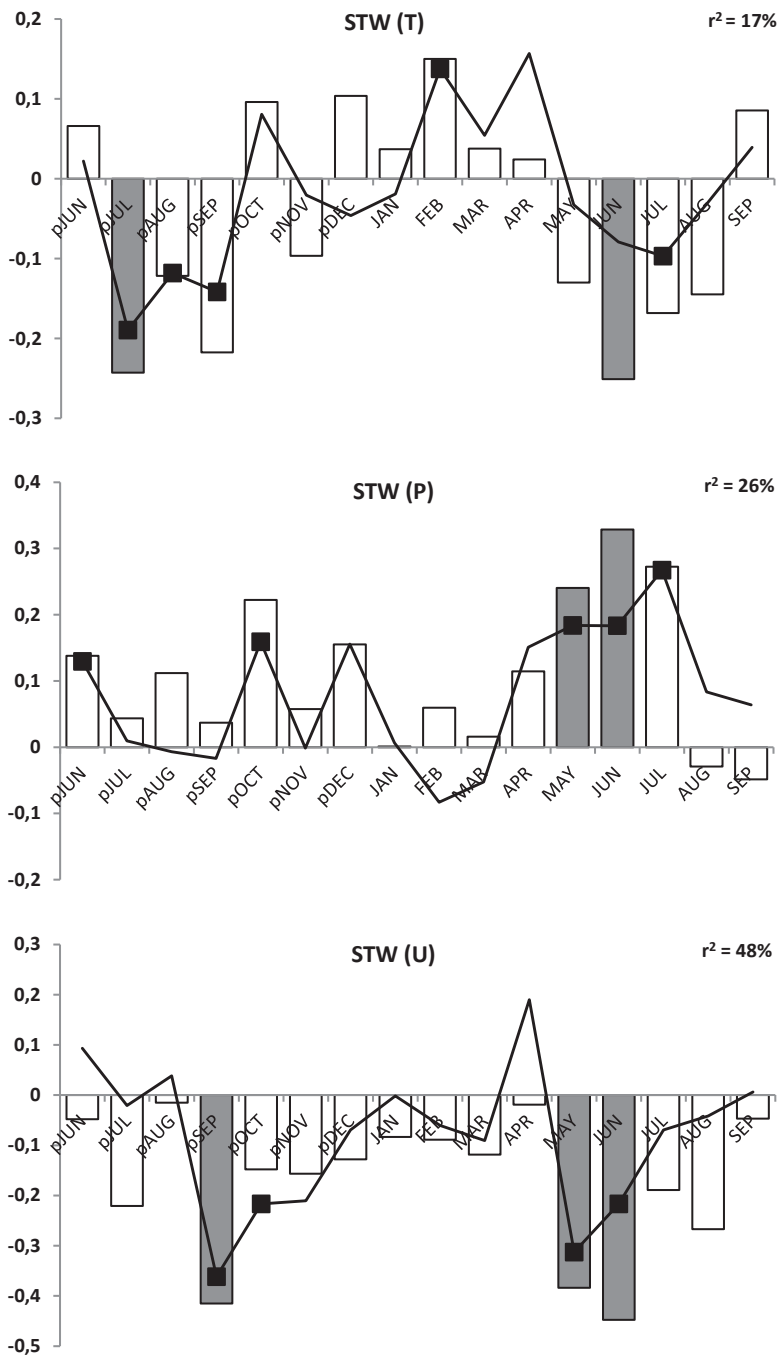 STW (T)
r² = 17%
0,2
0,1
0
-0,1
-0,2
-0,3
pJUN pJUL pAUG pSEP pOCT pNOV pDEC JAN FEB MAR APR MAY JUN JUL AUG SEP
STW (P)
r² = 26%
0,4
0,3
0,2
0,1
0
-0,1
-0,2
pJUN pJUL pAUG pSEP pOCT pNOV pDEC JAN FEB MAR APR MAY JUN JUL AUG SEP
STW (U)
r² = 48%
0,3
0,2
0,1
0
-0,1
-0,2
-0,3
-0,4
-0,5
pJUN pJUL pAUG pSEP pOCT pNOV pDEC JAN FEB MAR APR MAY JUN JUL AUG SEP